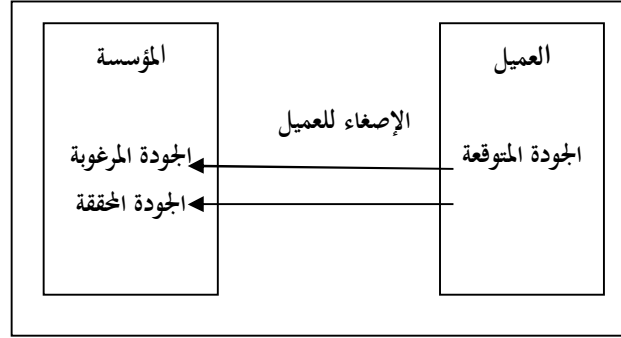 العميل
الجودة المتوقعة
الإصغاء للعميل
المؤسسة
الجودة المرغوبة
الجودة المحققة